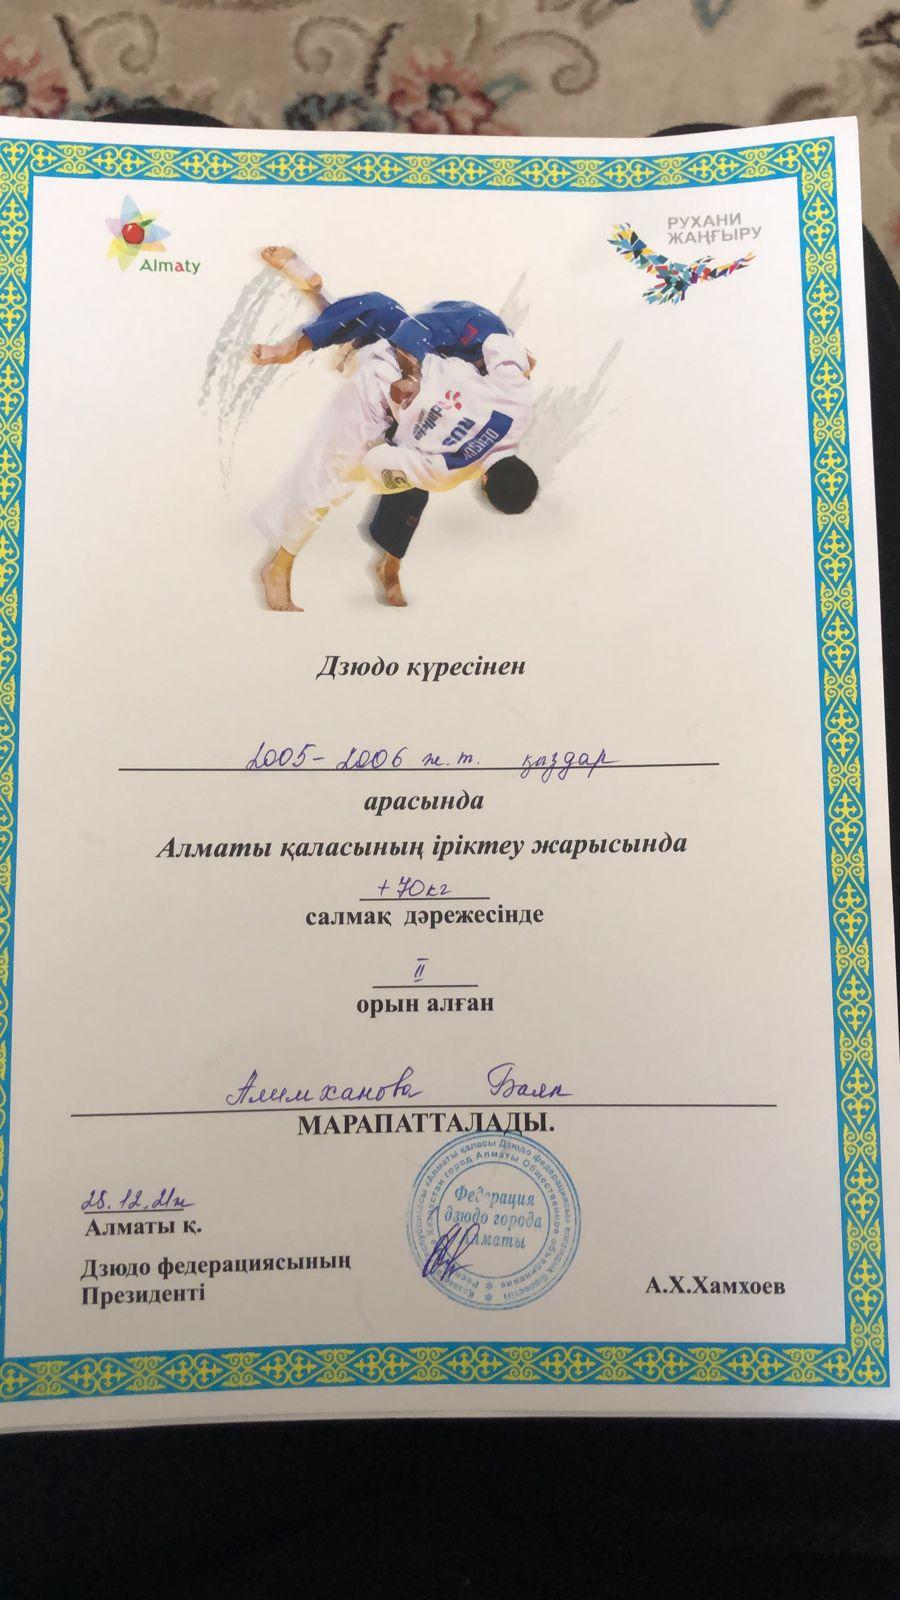 Almaty
РУХАНИ
ЖАҢҒЫРУ
Дзюдо күресінен
2005-2006 ж.т. қыздар
арасында
Алматы қаласының іріктеу жарысында
+70кг
салмақ дәрежесінде
II
орын алған
Алимханова Баян
МАРАПАТТАЛАДЫ.
Федерация
дзюдо города
Алматы
12.21ж
Алматы қ.
Дзюдо федерациясының
Президенті
А.Х.Хамхоев